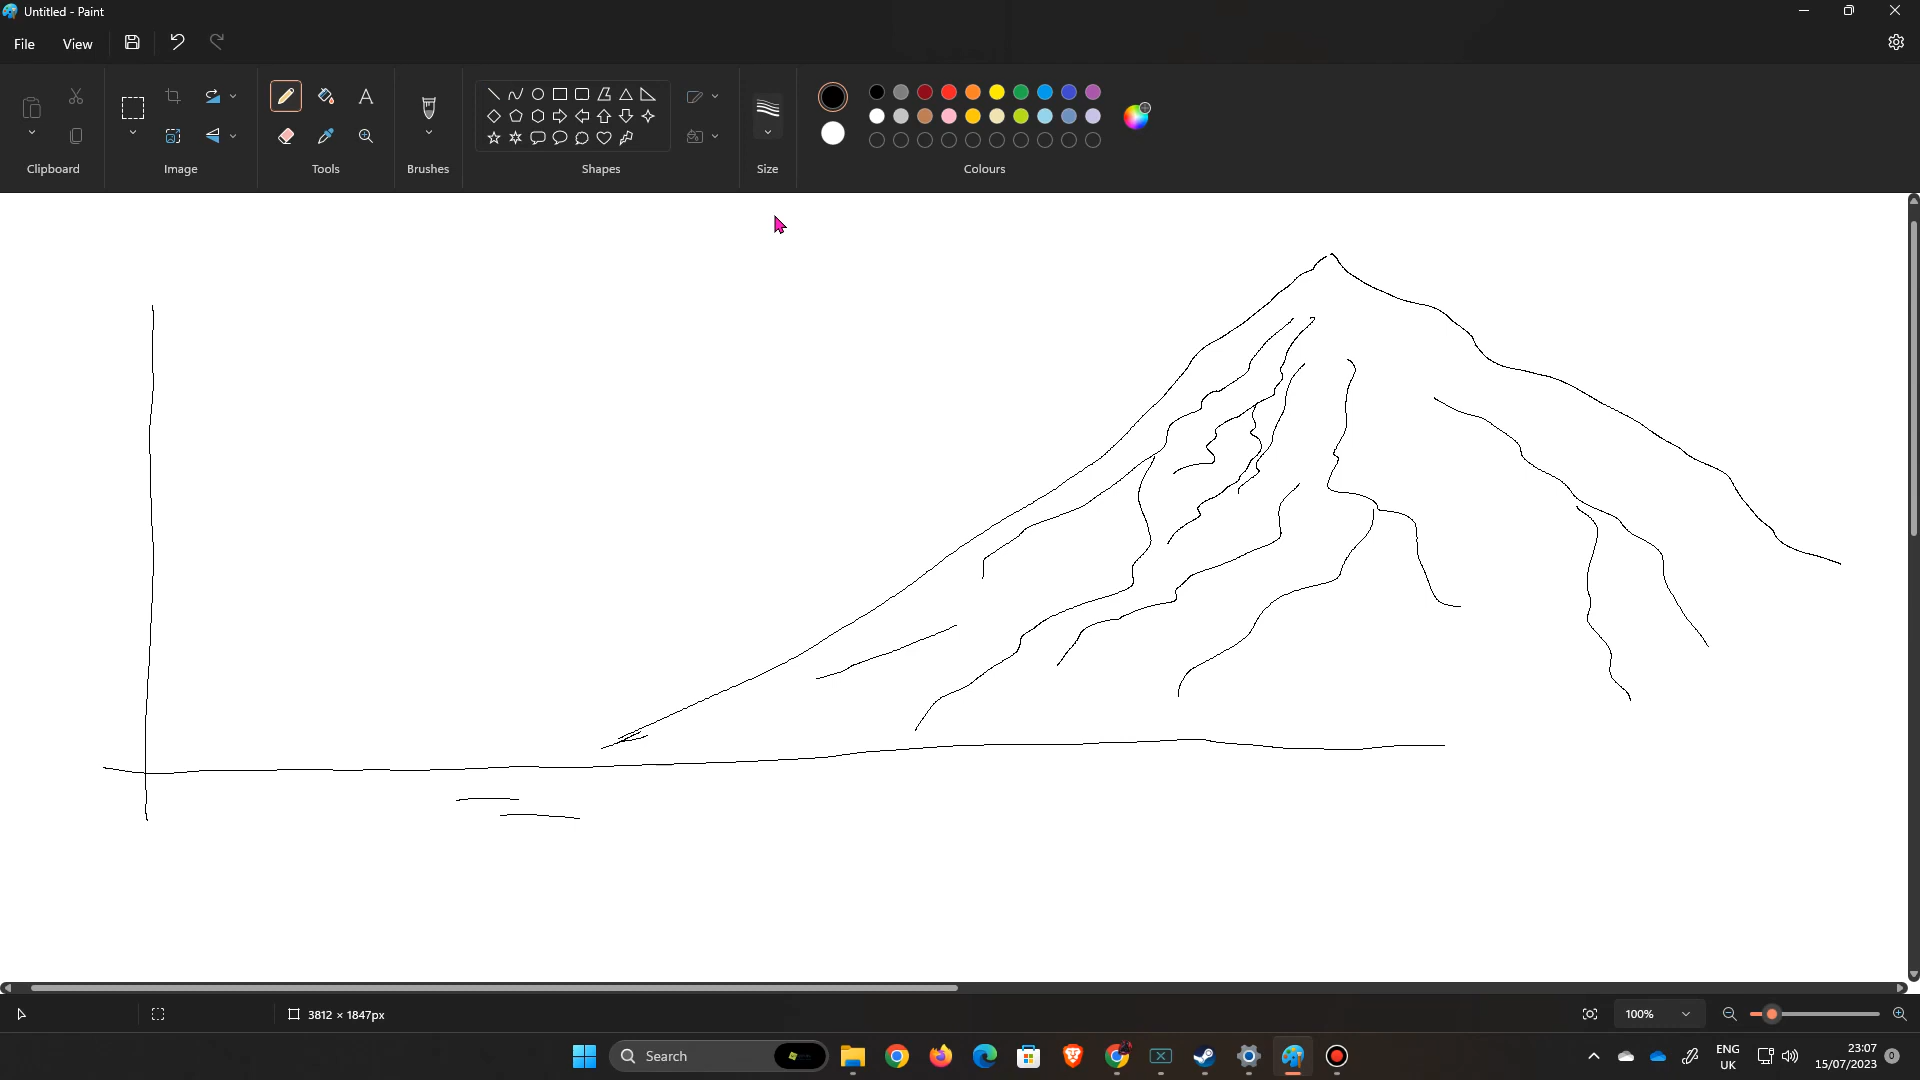 Untitled - Paint
File View
Clipboard Image Tools Brushes Shapes Size Colours
3812 × 1847px
100%
Search
ENG
UK
23:07
15/07/2023
0